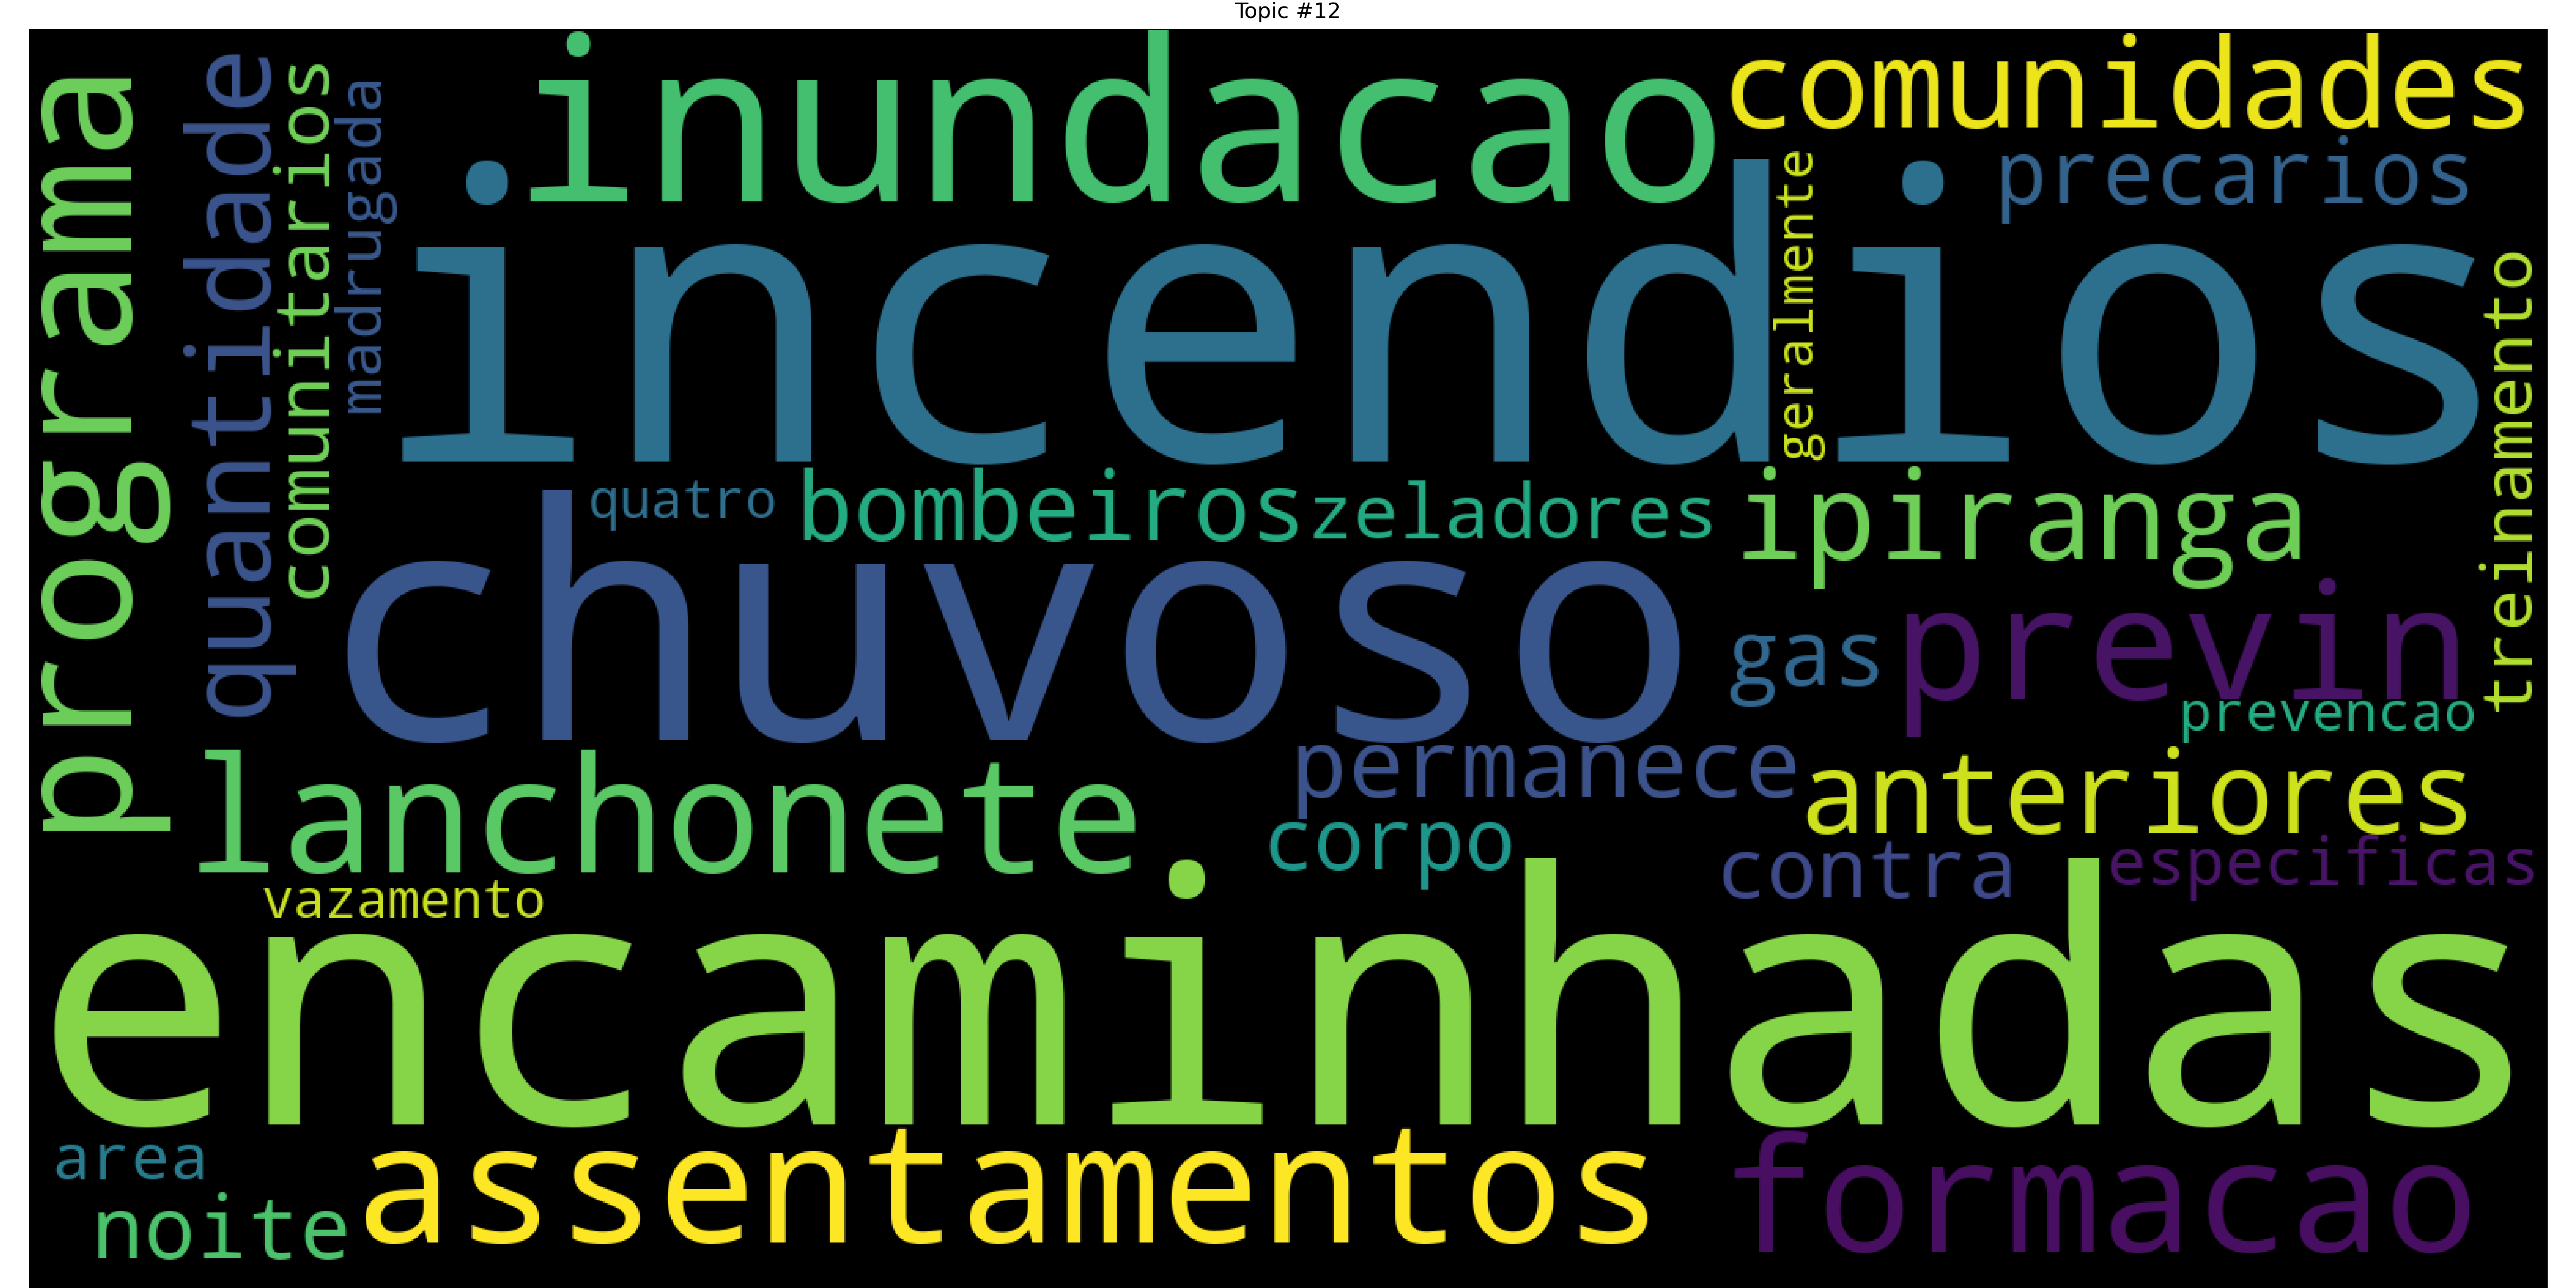 Topic #12
programa
quantidade
comunitarios
madrugada
inundacao
comunidades
precarios
incendios
geralmente
treinamento
quatro
bombeiros
zeladores
ipiranga
chuvoso
gas
previn
prevencao
permanece
lanchonete
anteriores
corpo
contra
especificas
vazamento
encaminhadas
area
noite
assentamentos
formacao